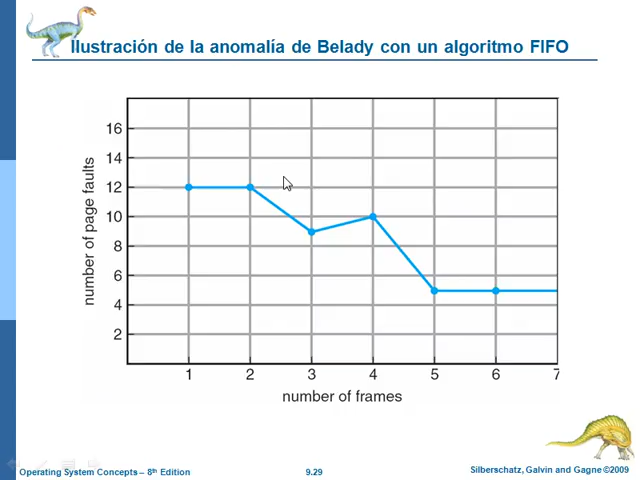 Ilustración de la anomalía de Belady con un algoritmo FIFO
number of page faults
16
14
12
10
8
6
4
2
1 2 3 4 5 6 7
number of frames
Operating System Concepts – 8th Edition
9.29
Silberschatz, Galvin and Gagne ©2009